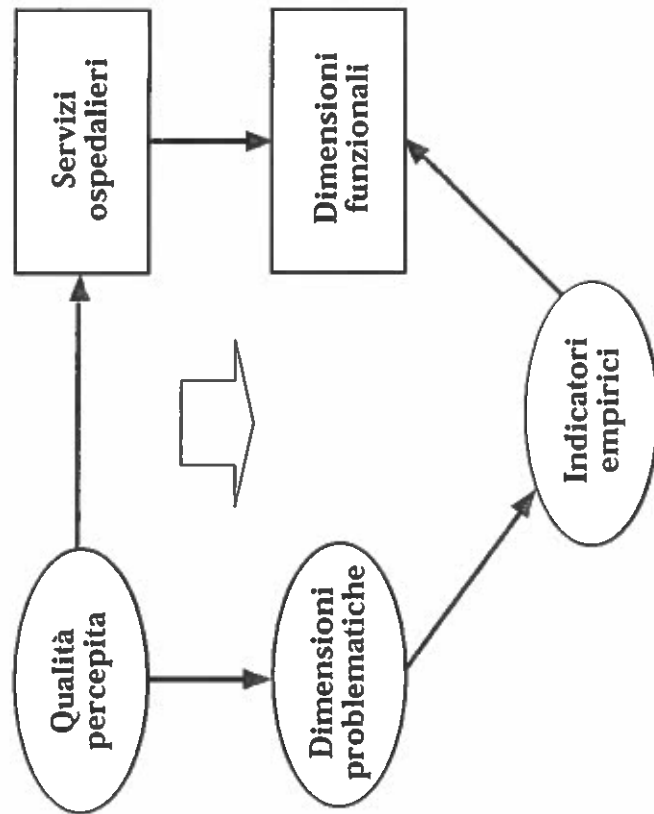 Qualità
percepita
Servizi
ospedalieri
Dimensioni
problematiche
Dimensioni
funzionali
Indicatori
empirici